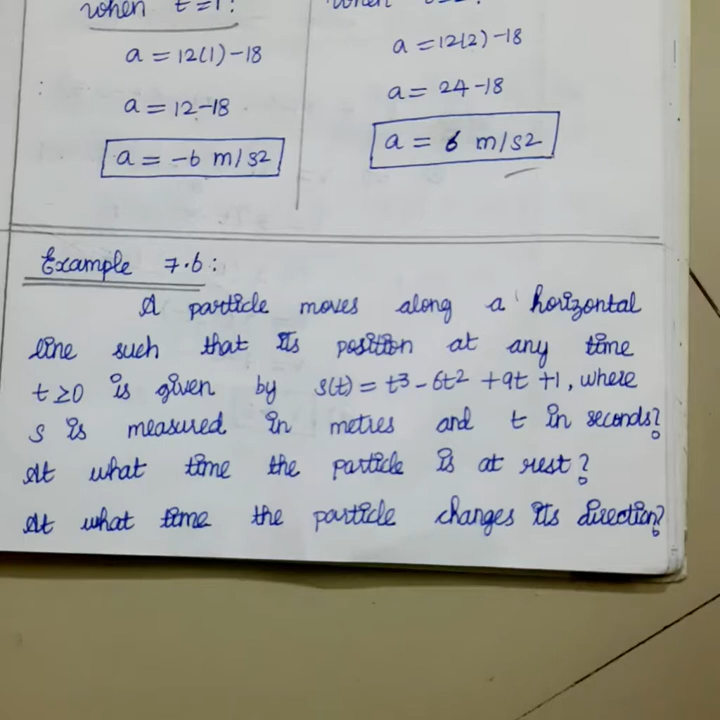 when t=1:
when
a = 12(1)-18
a = 12(2)-18
a = 12-18
a = 24-18
a = -6 m/s2
a = 6 m/s2
Example 7.6:
A particle moves along a horizontal
line such that its position at any time
t≥0 is given by s(t) = t³ - 6t² + 9t + 1, where
s is measured in metres and t in seconds?
At what time the particle is at rest?
At what time the particle changes its direction?